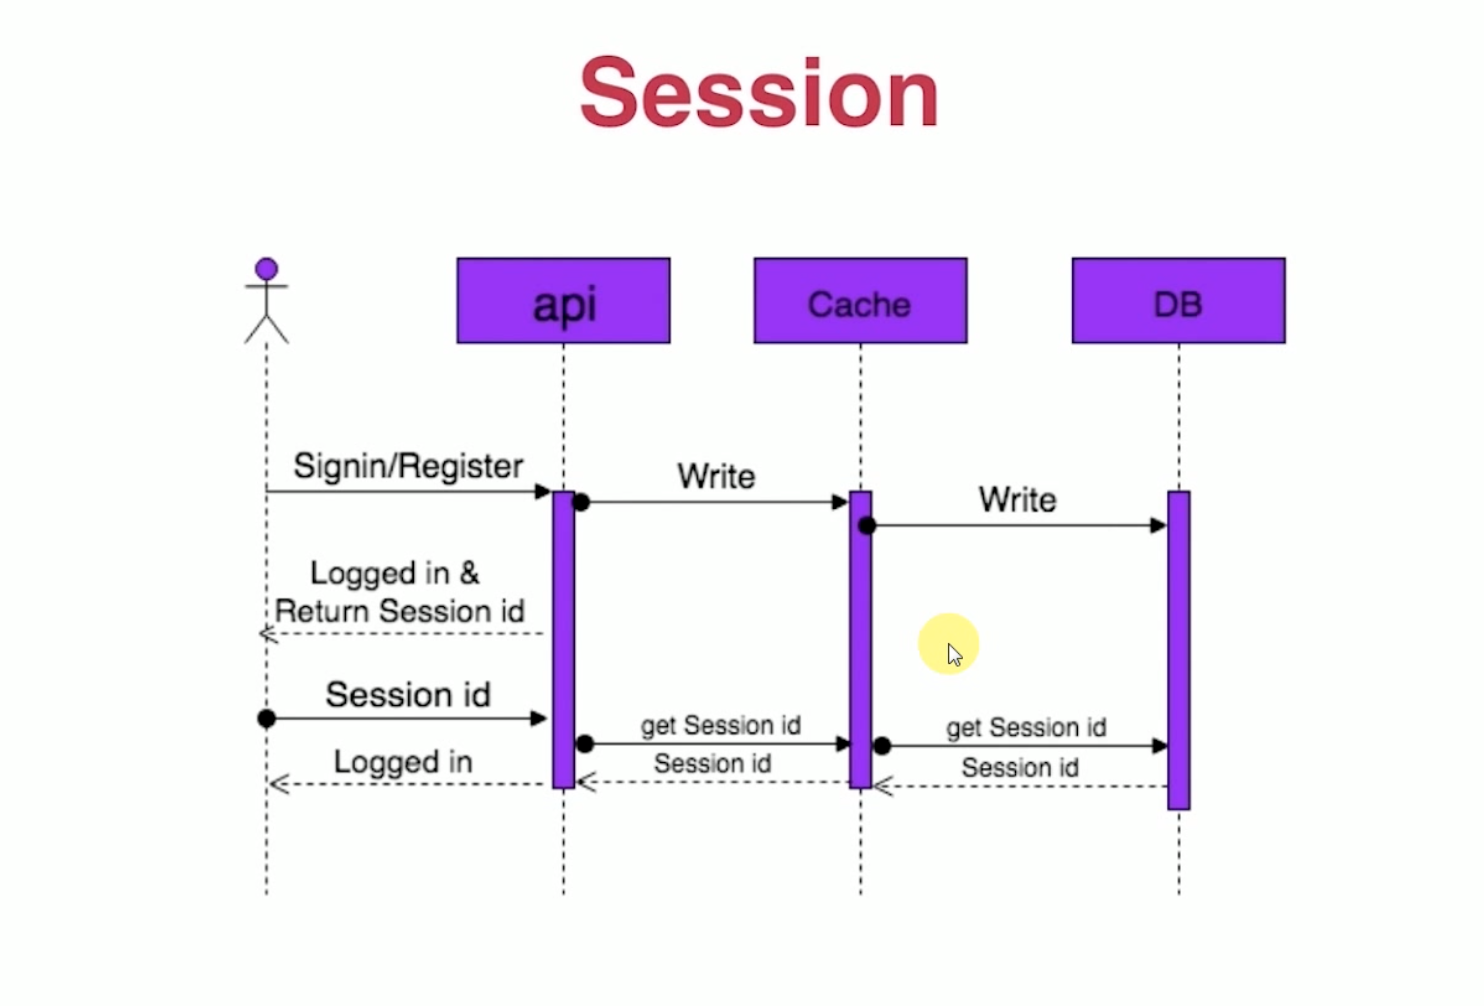 Session
api
Cache
DB
Signin/Register
Write
Write
Logged in &
Return Session id
Session id
get Session id
get Session id
Logged in
Session id
Session id